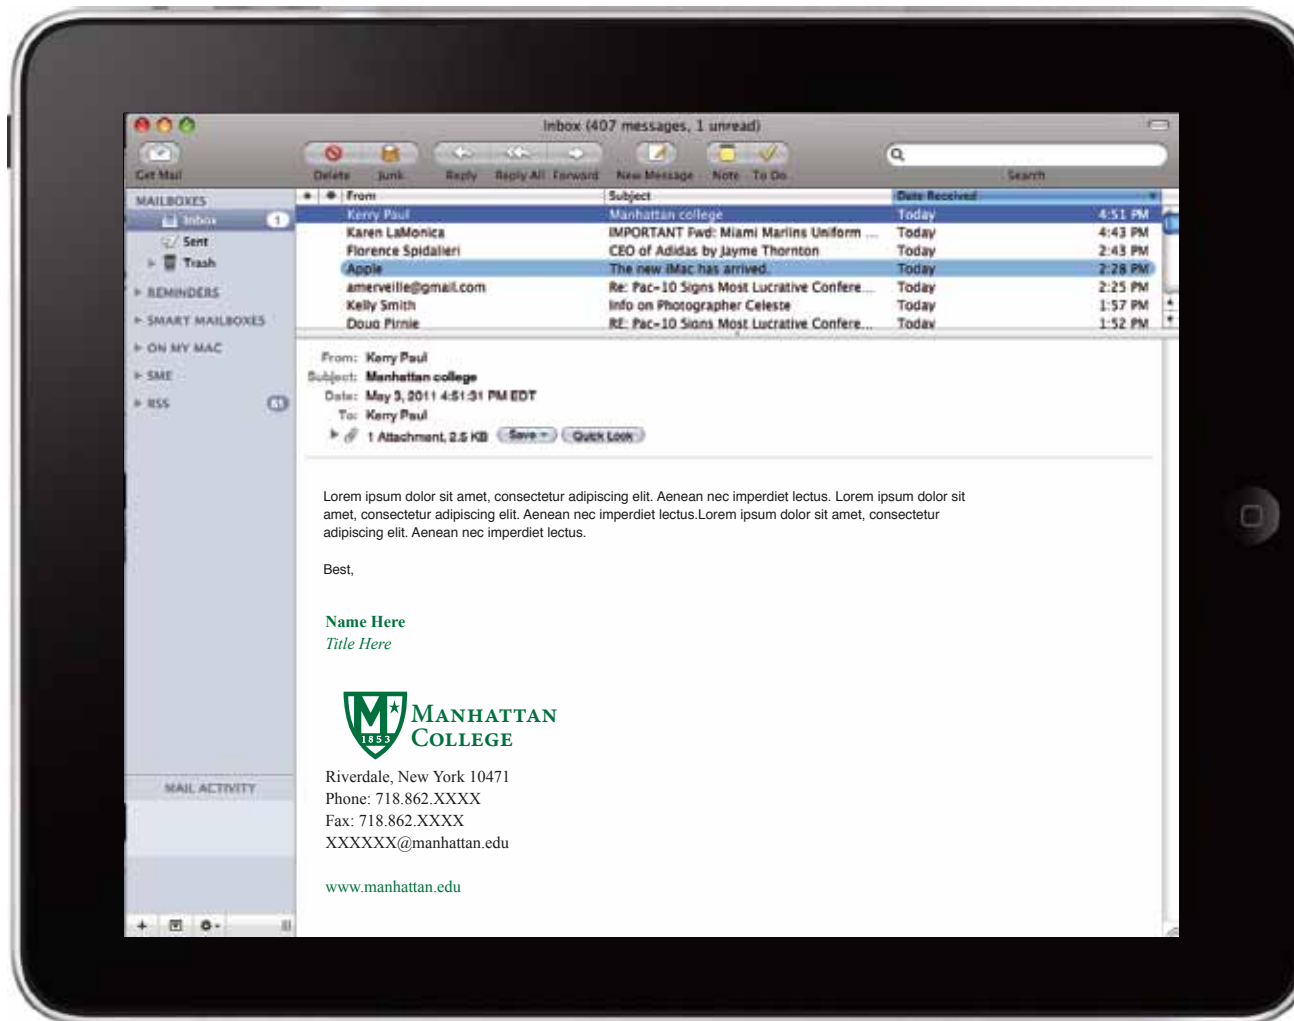 Inbox (407 messages, 1 unread)
Get Mail
Delete Junk Reply Reply All Forward New Message Note To Do Search
MAILBOXES
Inbox 1
Sent
Trash
REMINDERS
SMART MAILBOXES
ON MY MAC
SME
RSS
MAIL ACTIVITY
From Subject Date Received
Kerry Paul Manhattan college Today 4:51 PM
Karen LaMonica IMPORTANT Fwd: Miami Marlins Uniform ... Today 4:43 PM
Florence Spidalieri CEO of Adidas by Jayme Thornton Today 2:43 PM
Apple The new iMac has arrived. Today 2:28 PM
amerveille@gmail.com Re: Pac-10 Signs Most Lucrative Confere... Today 2:25 PM
Kelly Smith Info on Photographer Celeste Today 1:57 PM
Doug Pirnie RE: Pac-10 Signs Most Lucrative Confere... Today 1:52 PM
From: Kerry Paul
Subject: Manhattan college
Date: May 3, 2011 4:51:31 PM EDT
To: Kerry Paul
1 Attachment, 2.5 KB Save Quick Look
Lorem ipsum dolor sit amet, consectetur adipiscing elit. Aenean nec imperdiet lectus. Lorem ipsum dolor sit
amet, consectetur adipiscing elit. Aenean nec imperdiet lectus.Lorem ipsum dolor sit amet, consectetur
adipiscing elit. Aenean nec imperdiet lectus.
Best,
Name Here
Title Here
M
1853
MANHATTAN
COLLEGE
Riverdale, New York 10471
Phone: 718.862.XXXX
Fax: 718.862.XXXX
XXXXXX@manhattan.edu
www.manhattan.edu